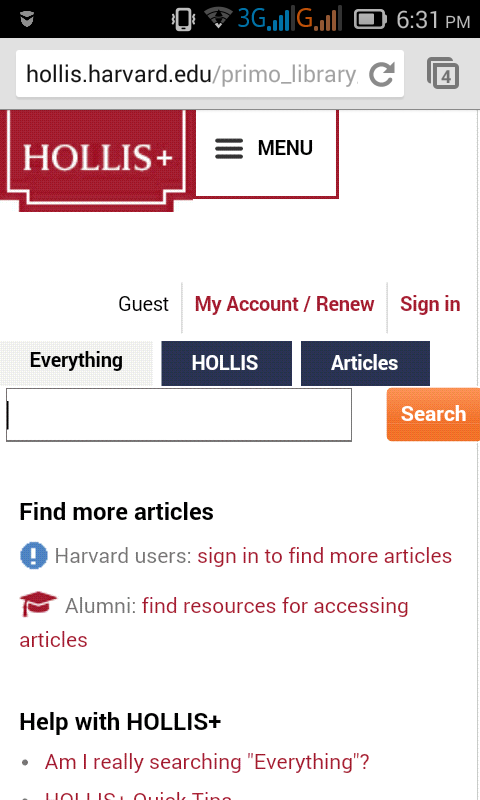 3G G 6:31 PM
hollis.harvard.edu/primo_library 4
HOLLIS+ MENU
Guest My Account / Renew Sign in
Everything HOLLIS Articles
Search
Find more articles
Harvard users: sign in to find more articles
Alumni: find resources for accessing
articles
Help with HOLLIS+
• Am I really searching "Everything"?
• HOLLIS+ Quick Tips